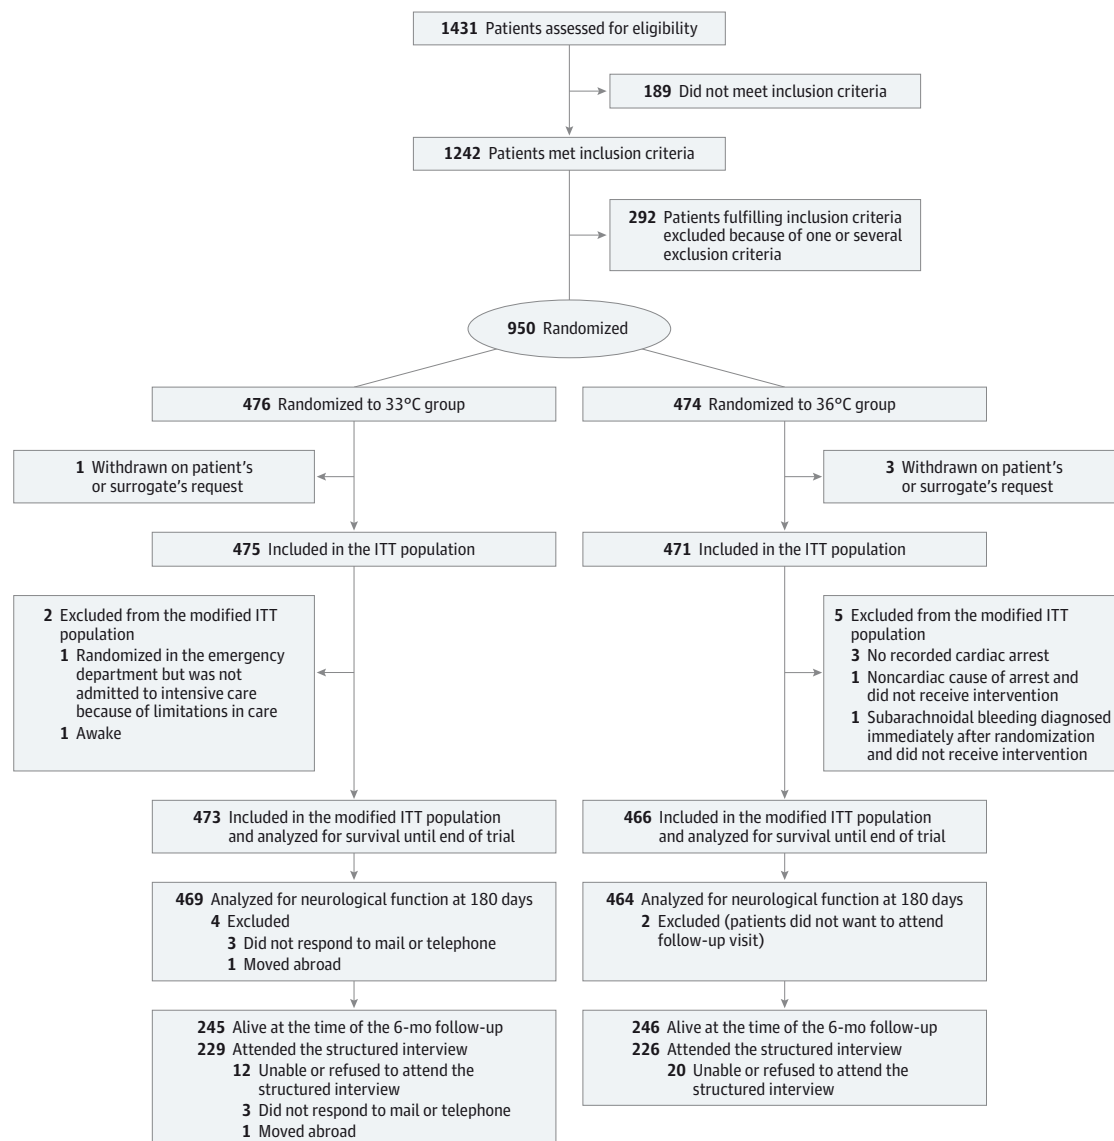 1431 Patients assessed for eligibility
189 Did not meet inclusion criteria
1242 Patients met inclusion criteria
292 Patients fulfilling inclusion criteria
excluded because of one or several
exclusion criteria
950 Randomized
476 Randomized to 33°C group
474 Randomized to 36°C group
1 Withdrawn on patient's
or surrogate's request
3 Withdrawn on patient's
or surrogate's request
475 Included in the ITT population
471 Included in the ITT population
2 Excluded from the modified ITT
population
1 Randomized in the emergency
department but was not
admitted to intensive care
because of limitations in care
1 Awake
5 Excluded from the modified ITT
population
3 No recorded cardiac arrest
1 Noncardiac cause of arrest and
did not receive intervention
1 Subarachnoidal bleeding diagnosed
immediately after randomization
and did not receive intervention
473 Included in the modified ITT population
and analyzed for survival until end of trial
466 Included in the modified ITT population
and analyzed for survival until end of trial
469 Analyzed for neurological function at 180 days
4 Excluded
3 Did not respond to mail or telephone
1 Moved abroad
464 Analyzed for neurological function at 180 days
2 Excluded (patients did not want to attend
follow-up visit)
245 Alive at the time of the 6-mo follow-up
229 Attended the structured interview
12 Unable or refused to attend the
structured interview
3 Did not respond to mail or telephone
1 Moved abroad
246 Alive at the time of the 6-mo follow-up
226 Attended the structured interview
20 Unable or refused to attend the
structured interview